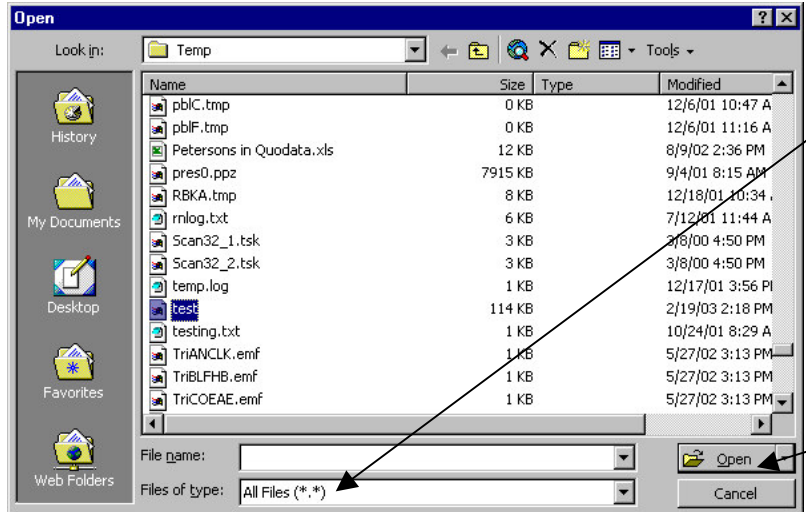 Open
Look in: Temp Tools
Name Size Type Modified
pblC.tmp 0 KB 12/6/01 10:47 A
pblF.tmp 0 KB 12/6/01 11:16 A
Petersons in Quodata.xls 12 KB 8/9/02 2:36 PM
pres0.ppz 7915 KB 9/4/01 8:15 AM
RBKA.tmp 8 KB 12/18/01 10:34
rnlog.txt 6 KB 7/12/01 11:44 A
Scan32_1.tsk 3 KB 3/8/00 4:50 PM
Scan32_2.tsk 3 KB 3/8/00 4:50 PM
temp.log 1 KB 12/17/01 3:56 P
test 114 KB 2/19/03 2:18 PM
testing.txt 1 KB 10/24/01 8:29 A
TriANCLK.emf 1 KB 5/27/02 3:13 PM
TriBLFHB.emf 1 KB 5/27/02 3:13 PM
TriCOEAE.emf 1 KB 5/27/02 3:13 PM
History
My Documents
Desktop
Favorites
Web Folders
File name: Open
Files of type: All Files (*.*) Cancel